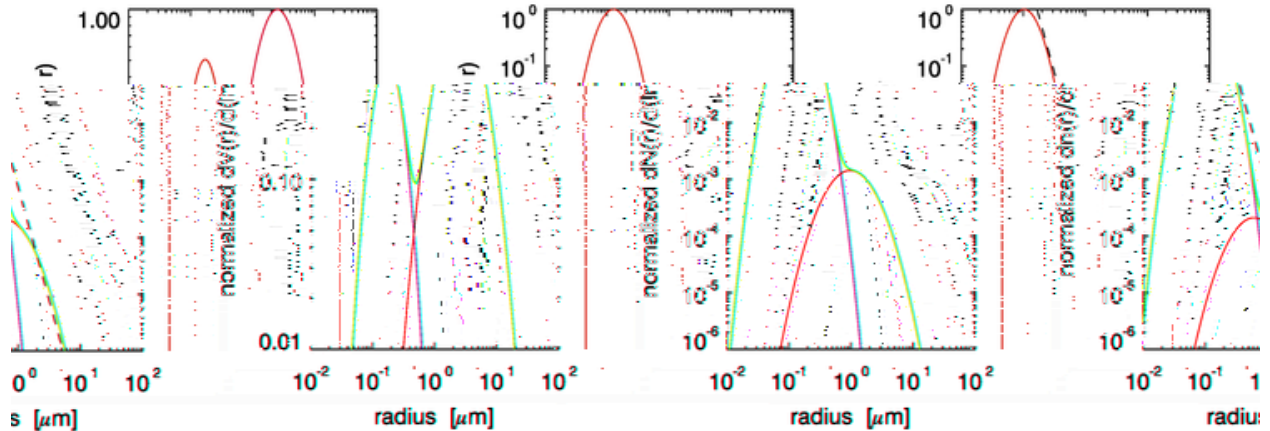 1.00
10⁰
10⁰
10⁻¹
10⁻¹
r)
r)
normalized dv(r)/d(ln
normalized dN(r)/d(ln
normalized dn(r)/d
0.10
0.01
10⁻²
10⁻³
10⁻⁴
10⁻⁵
10⁻⁶
10⁻²
10⁻³
10⁻⁴
10⁻⁵
10⁻⁶
0⁰ 10¹ 10² 10⁻² 10⁻¹ 10⁰ 10¹ 10² 10⁻² 10⁻¹ 10⁰ 10¹ 10² 10⁻² 10⁻¹
s [μm] radius [μm] radius [μm] radiu